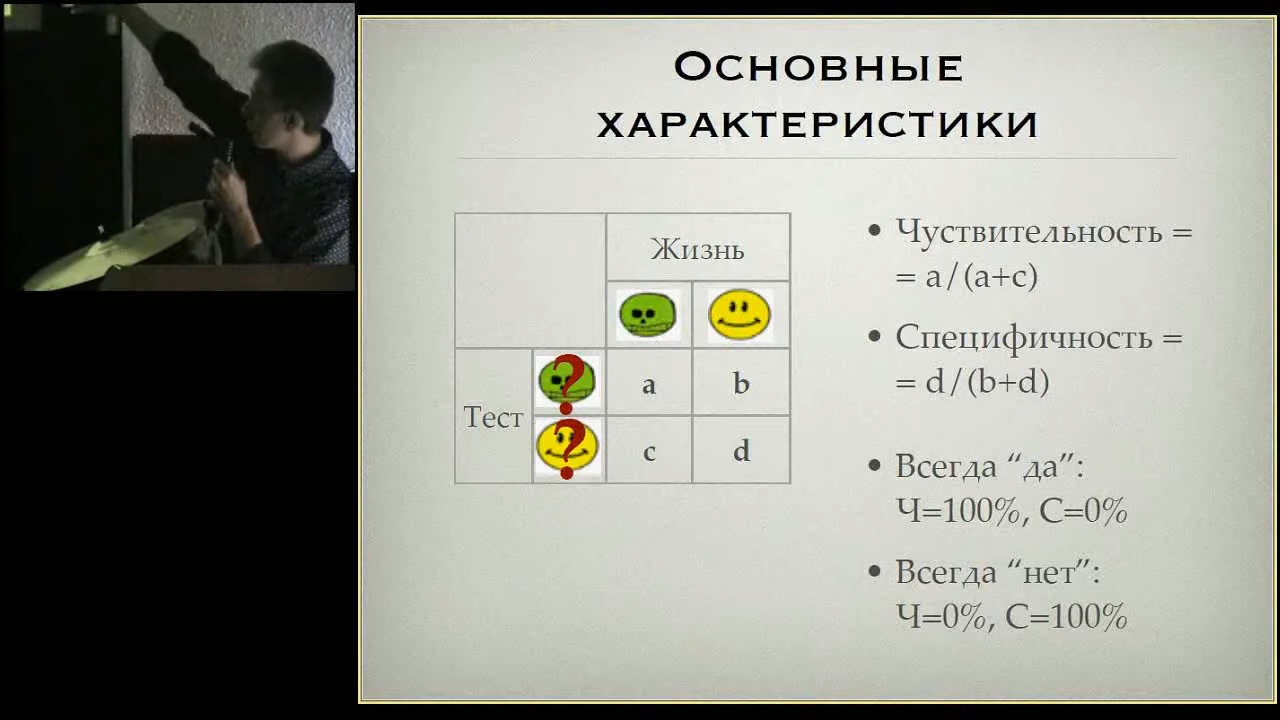 Основные
характеристики
Жизнь
? a b
Тест
? c d
• Чуствительность =
= a/(a+c)
• Специфичность =
= d/(b+d)
• Всегда “да”:
Ч=100%, С=0%
• Всегда “нет”:
Ч=0%, С=100%